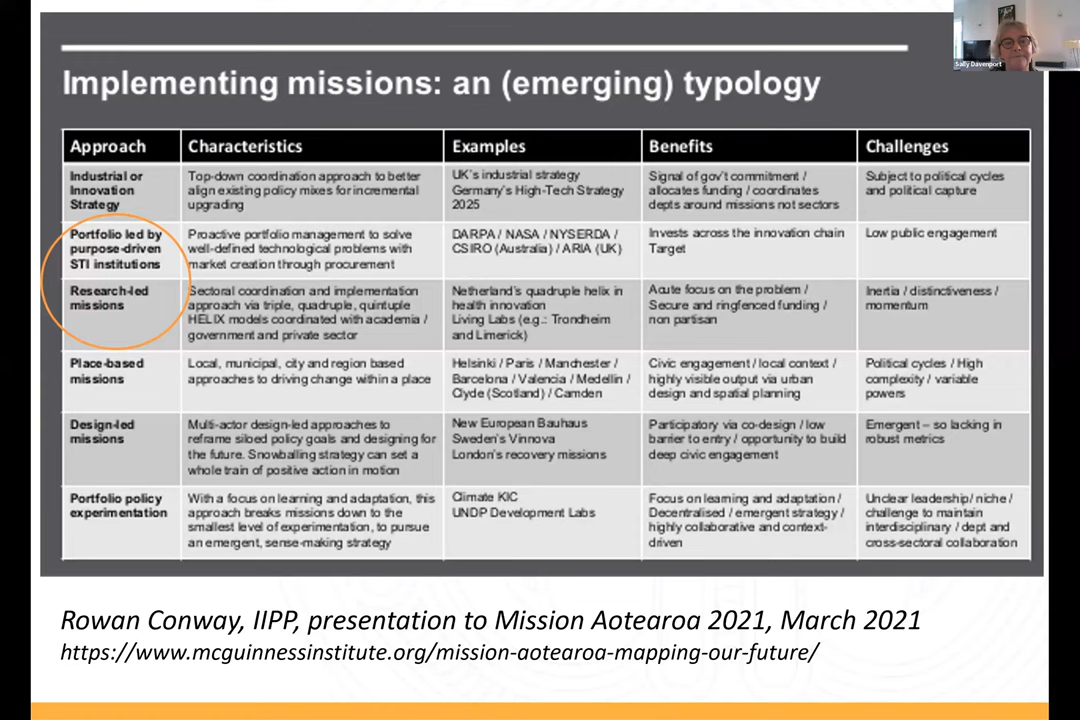 Sally Davenport
Implementing missions: an (emerging) typology
Approach
Characteristics
Examples
Benefits
Challenges
Industrial or
Innovation
Strategy
Top-down coordination approach to better
align existing policy mixes for incremental
upgrading
UK's industrial strategy
Germany's High-Tech Strategy
2025
Signal of gov't commitment /
allocates funding / coordinates
depts around missions not sectors
Subject to political cycles
and political capture
Portfolio led by
purpose-driven
STI institutions
Proactive portfolio management to solve
well-defined technological problems with
market creation through procurement
DARPA / NASA / NYSERDA /
CSIRO (Australia) / ARIA (UK)
Invests across the innovation chain
Target
Low public engagement
Research-led
missions
Sectoral coordination and implementation
approach via triple, quadruple, quintuple
HELIX models coordinated with academia /
government and private sector
Netherland's quadruple helix in
health innovation
Living Labs (e.g.: Trondheim
and Limerick)
Acute focus on the problem /
Secure and ringfenced funding /
non partisan
Inertia / distinctiveness /
momentum
Place-based
missions
Local, municipal, city and region based
approaches to driving change within a place
Helsinki / Paris / Manchester /
Barcelona / Valencia / Medellin /
Clyde (Scotland) / Camden
Civic engagement / local context /
highly visible output via urban
design and spatial planning
Political cycles / High
complexity / variable
powers
Design-led
missions
Multi-actor design-led approaches to
reframe siloed policy goals and designing for
the future. Snowballing strategy can set a
whole train of positive action in motion
New European Bauhaus
Sweden's Vinnova
London's recovery missions
Participatory via co-design / low
barrier to entry / opportunity to build
deep civic engagement
Emergent – so lacking in
robust metrics
Portfolio policy
experimentation
With a focus on learning and adaptation, this
approach breaks missions down to the
smallest level of experimentation, to pursue
an emergent, sense-making strategy
Climate KIC
UNDP Development Labs
Focus on learning and adaptation /
Decentralised / emergent strategy /
highly collaborative and context-
driven
Unclear leadership/ niche /
challenge to maintain
interdisciplinary / dept and
cross-sectoral collaboration
Rowan Conway, IIPP, presentation to Mission Aotearoa 2021, March 2021
https://www.mcguinnessinstitute.org/mission-aotearoa-mapping-our-future/